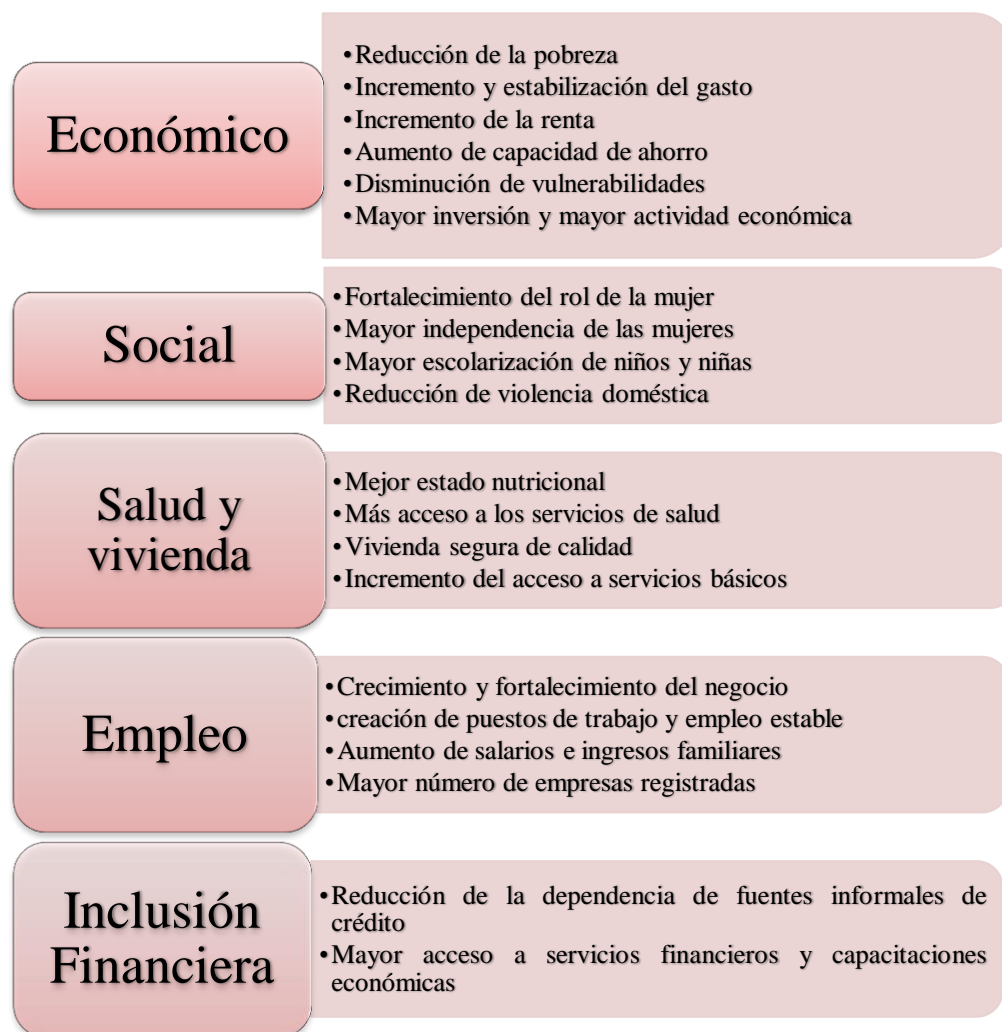 Económico
•Reducción de la pobreza
•Incremento y estabilización del gasto
•Incremento de la renta
•Aumento de capacidad de ahorro
•Disminución de vulnerabilidades
•Mayor inversión y mayor actividad económica
Social
•Fortalecimiento del rol de la mujer
•Mayor independencia de las mujeres
•Mayor escolarización de niños y niñas
•Reducción de violencia doméstica
Salud y
vivienda
•Mejor estado nutricional
•Más acceso a los servicios de salud
•Vivienda segura de calidad
•Incremento del acceso a servicios básicos
Empleo
•Crecimiento y fortalecimiento del negocio
•creación de puestos de trabajo y empleo estable
•Aumento de salarios e ingresos familiares
•Mayor número de empresas registradas
Inclusión
Financiera
•Reducción de la dependencia de fuentes informales de
crédito
•Mayor acceso a servicios financieros y capacitaciones
económicas